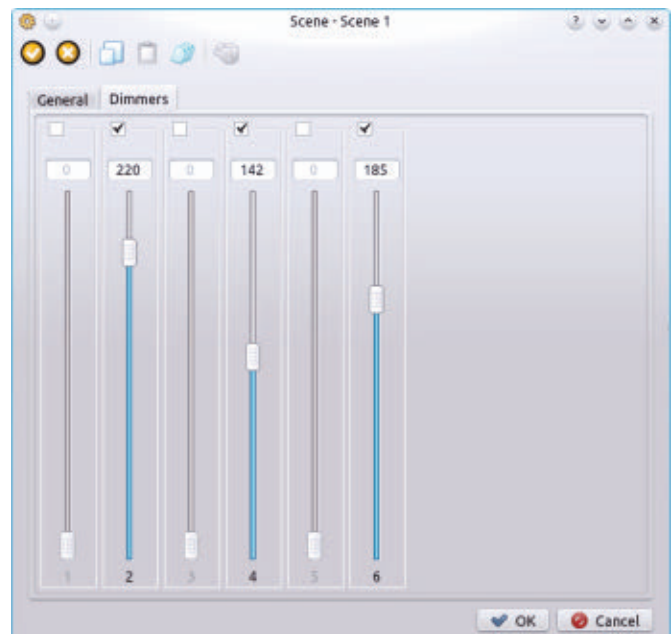 Scene - Scene 1
General Dimmers
0 220 0 142 0 185
1 2 3 4 5 6
OK Cancel